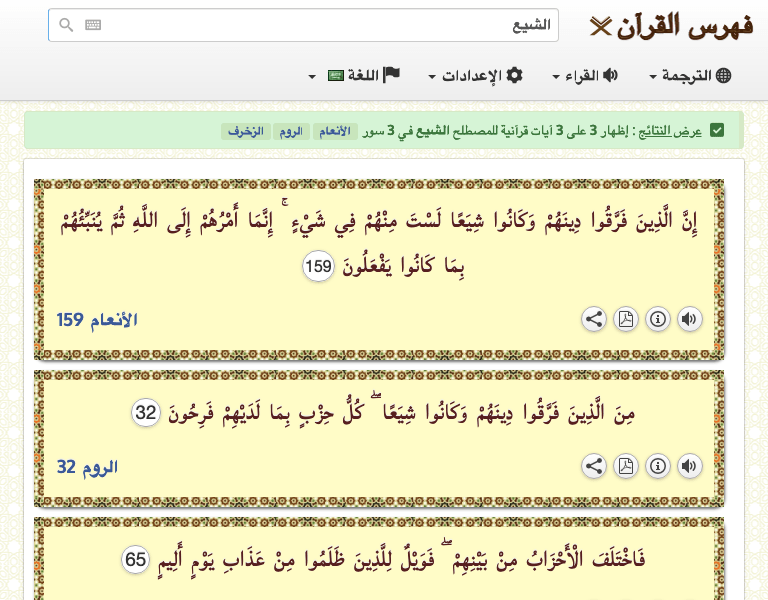 فهرس القرآن
الشيع
الترجمة القراء الإعدادات اللغة
عرض النتائج : إظهار 3 على 3 آيات قرآنية للمصطلح الشيع في 3 سور الأنعام الروم الزخرف
إِنَّ الَّذِينَ فَرَّقُوا دِينَهُمْ وَكَانُوا شِيَعًا لَسْتَ مِنْهُمْ فِي شَيْءٍ ۚ إِنَّمَا أَمْرُهُمْ إِلَى اللَّهِ ثُمَّ يُنَبِّئُهُمْ
بِمَا كَانُوا يَفْعَلُونَ 159
الأنعام 159
مِنَ الَّذِينَ فَرَّقُوا دِينَهُمْ وَكَانُوا شِيَعًا ۖ كُلُّ حِزْبٍ بِمَا لَدَيْهِمْ فَرِحُونَ 32
الروم 32
فَاخْتَلَفَ الْأَحْزَابُ مِنْ بَيْنِهِمْ ۖ فَوَيْلٌ لِلَّذِينَ ظَلَمُوا مِنْ عَذَابِ يَوْمٍ أَلِيمٍ 65